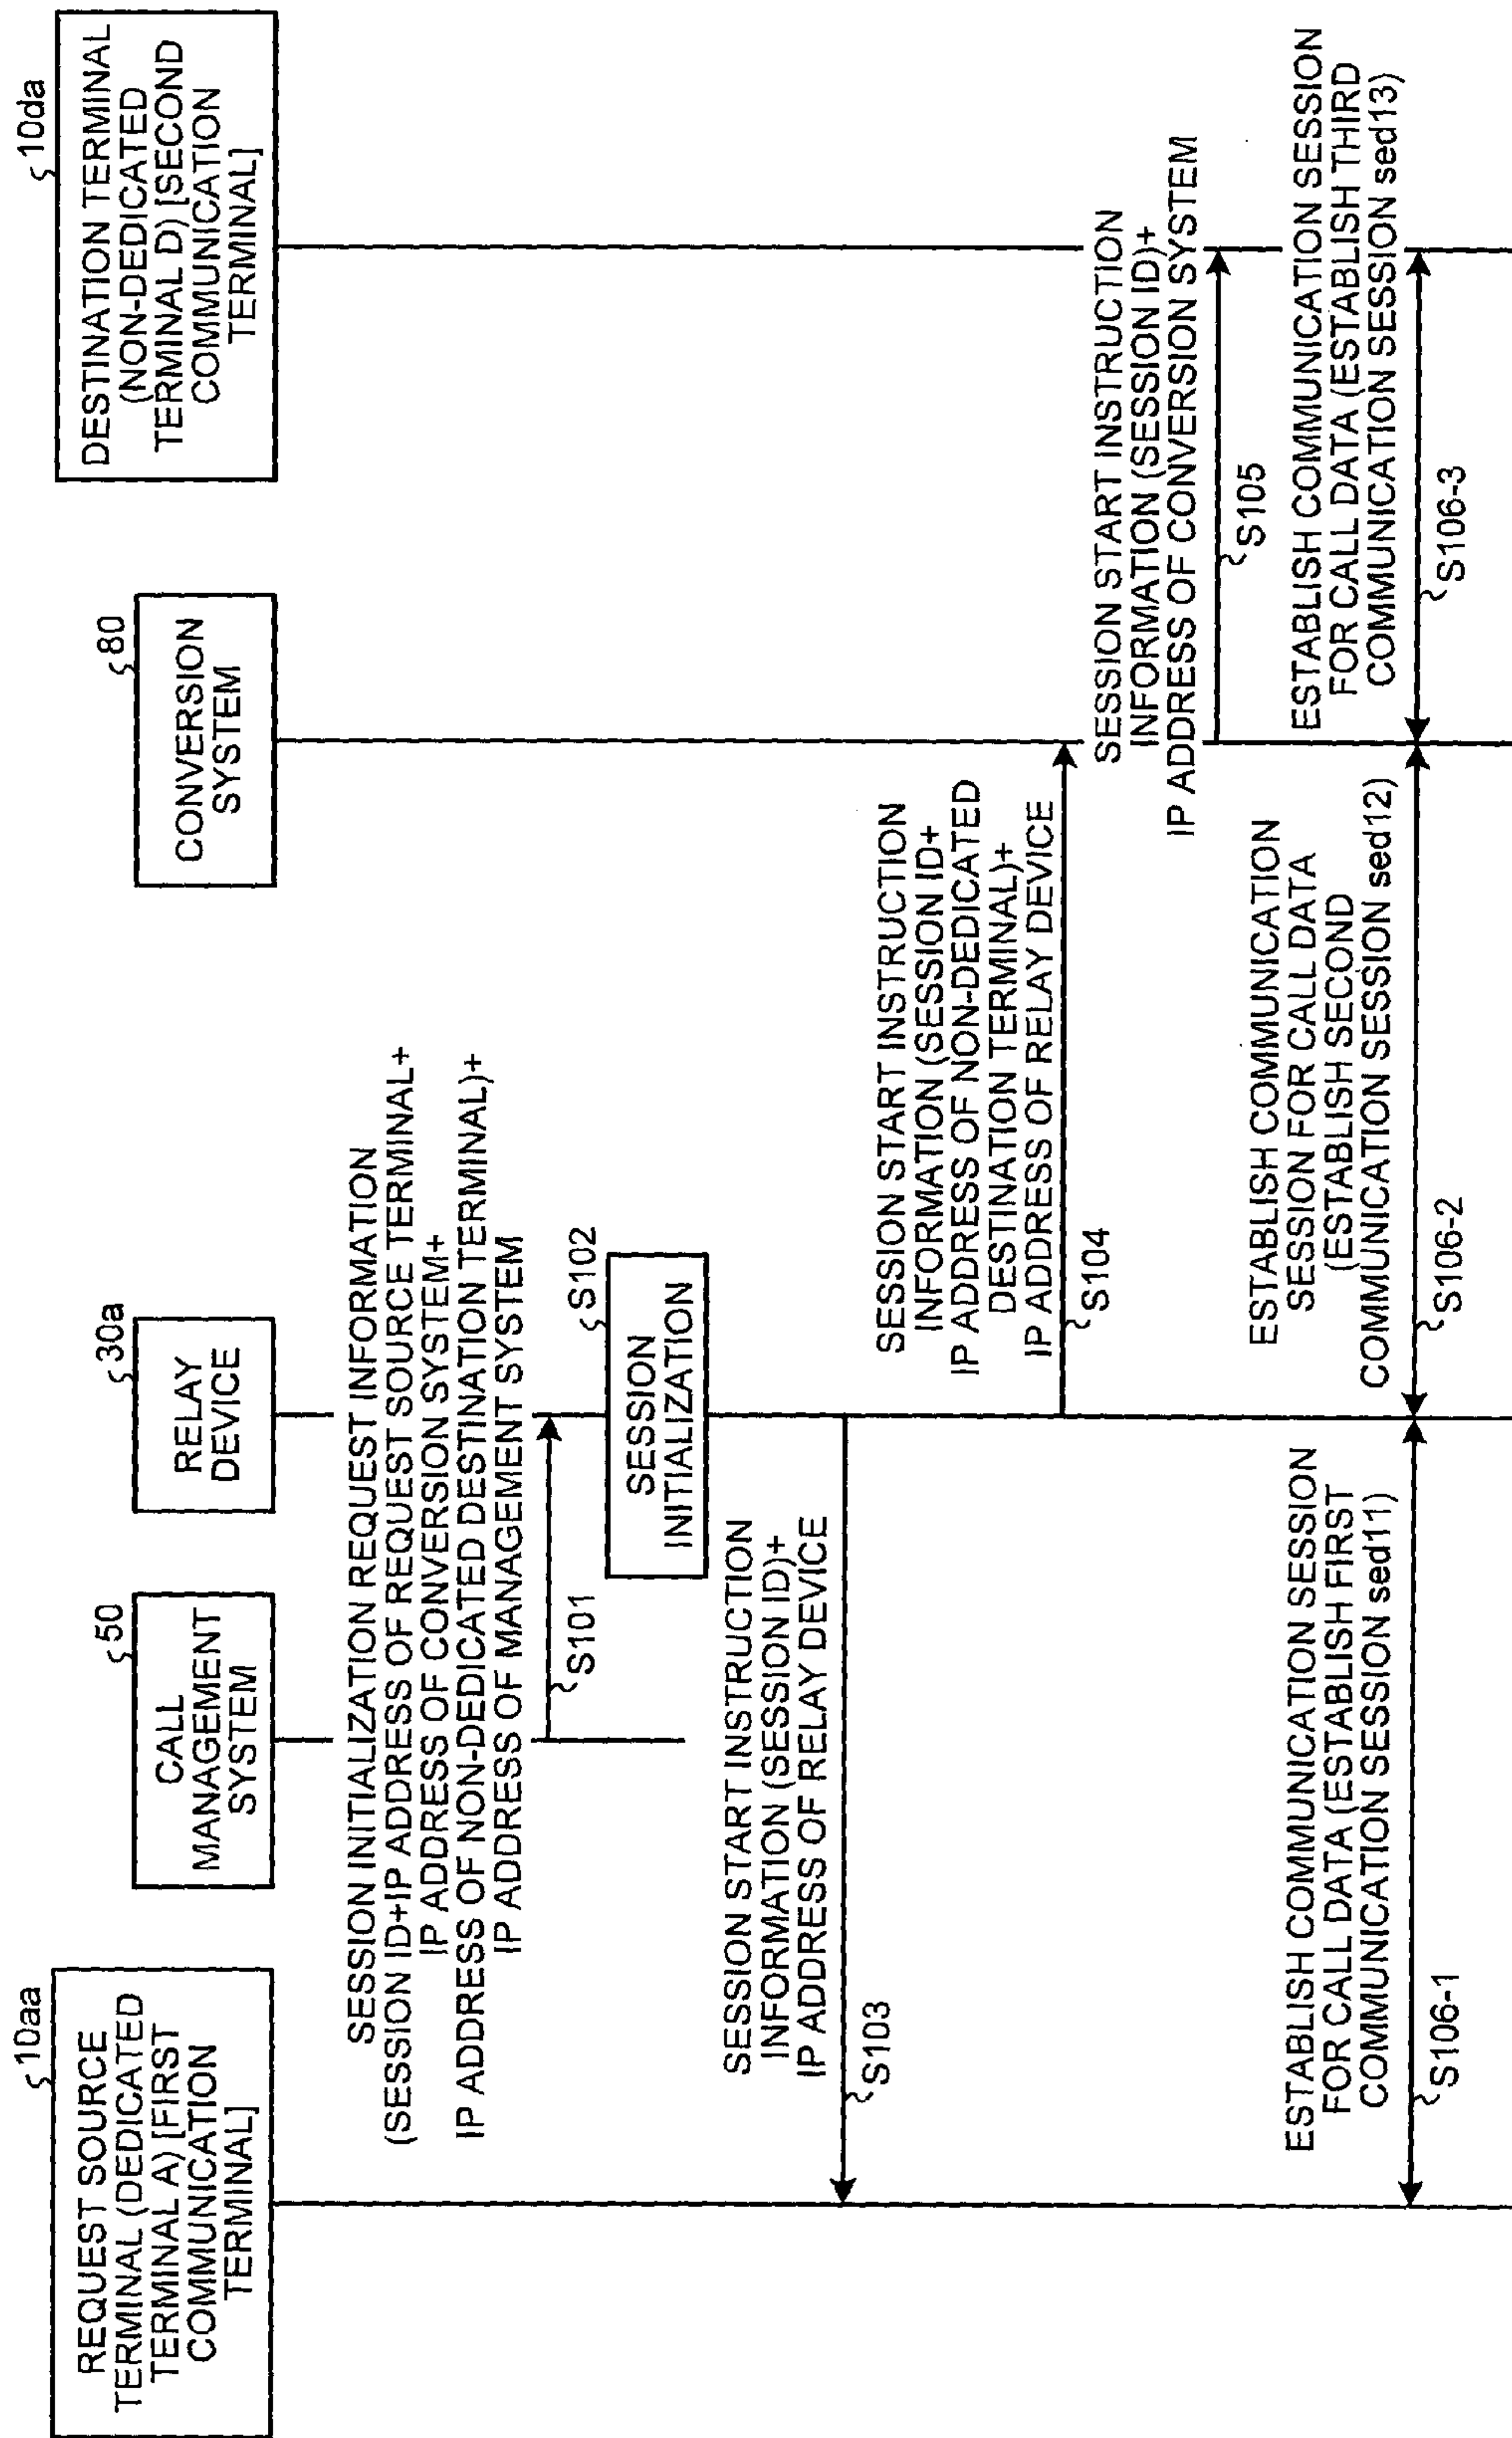 10aa
REQUEST SOURCE
TERMINAL (DEDICATED
TERMINAL A) [FIRST
COMMUNICATION
TERMINAL]
50
CALL
MANAGEMENT
SYSTEM
30a
RELAY
DEVICE
80
CONVERSION
SYSTEM
10da
DESTINATION TERMINAL
(NON-DEDICATED
TERMINAL D) [SECOND
COMMUNICATION
TERMINAL]
SESSION INITIALIZATION REQUEST INFORMATION
(SESSION ID+IP ADDRESS OF REQUEST SOURCE TERMINAL+
IP ADDRESS OF CONVERSION SYSTEM+
IP ADDRESS OF NON-DEDICATED DESTINATION TERMINAL)+
IP ADDRESS OF MANAGEMENT SYSTEM
S101
S102
SESSION
INITIALIZATION
SESSION START INSTRUCTION
INFORMATION (SESSION ID)+
IP ADDRESS OF RELAY DEVICE
S103
SESSION START INSTRUCTION
INFORMATION (SESSION ID+
IP ADDRESS OF NON-DEDICATED
DESTINATION TERMINAL)+
IP ADDRESS OF RELAY DEVICE
S104
SESSION START INSTRUCTION
INFORMATION (SESSION ID)+
IP ADDRESS OF CONVERSION SYSTEM
S105
ESTABLISH COMMUNICATION SESSION
FOR CALL DATA (ESTABLISH FIRST
COMMUNICATION SESSION sed11)
S106-1
ESTABLISH COMMUNICATION
SESSION FOR CALL DATA
(ESTABLISH SECOND
COMMUNICATION SESSION sed12)
S106-2
ESTABLISH COMMUNICATION SESSION
FOR CALL DATA (ESTABLISH THIRD
COMMUNICATION SESSION sed13)
S106-3